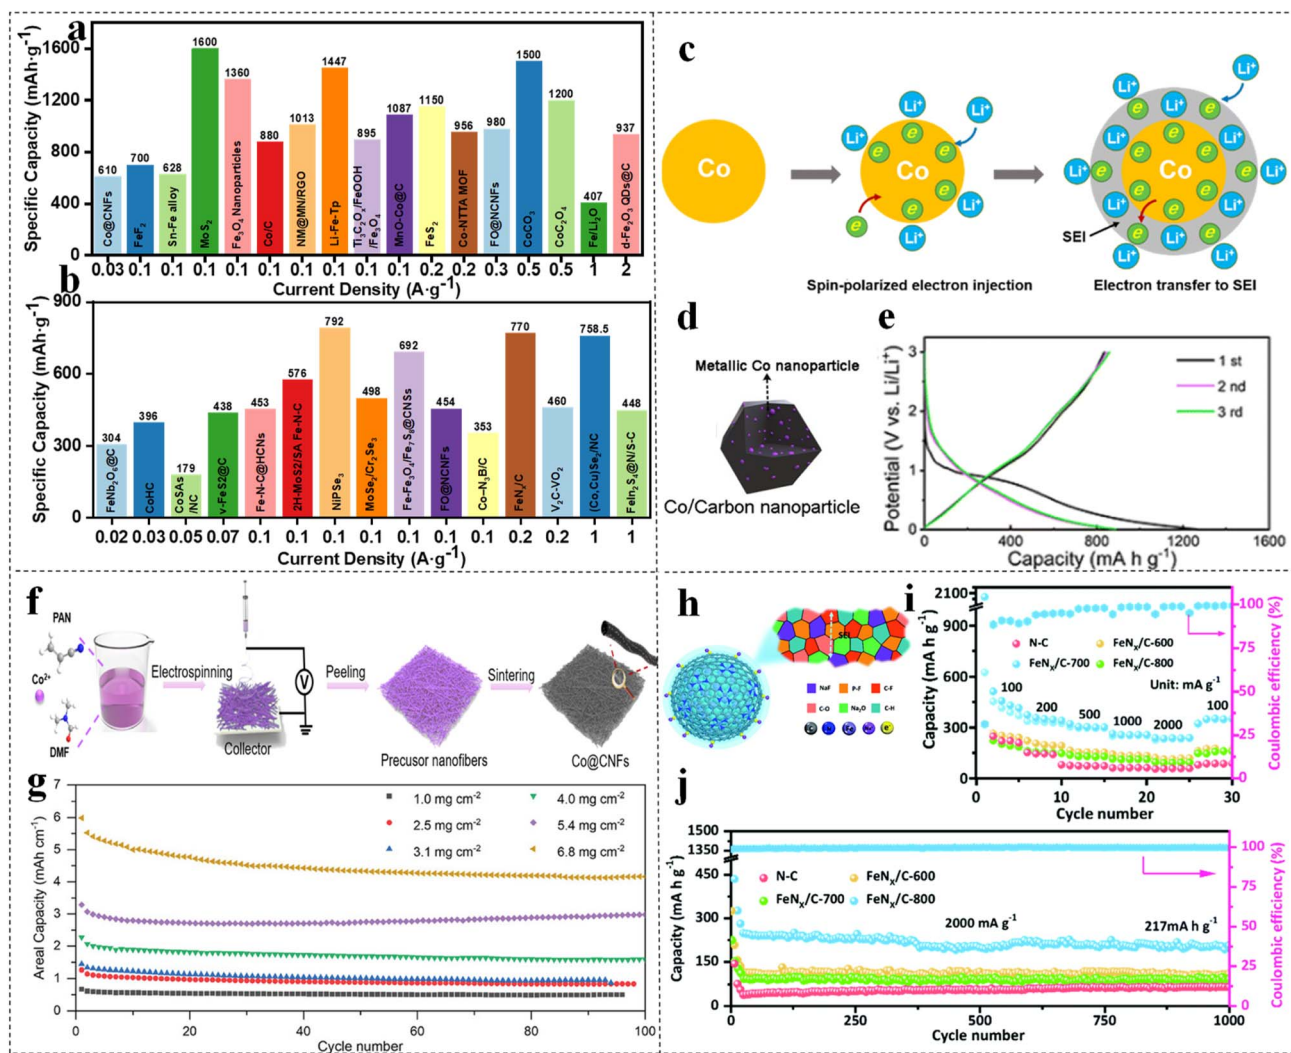 a
Specific Capacity (mAh·g⁻¹)
1600
1200
800
400
0
610
700
628
1600
1360
880
1013
1447
895
1087
1150
956
980
1500
1200
407
937
Co@CNFs
FeF₂
Sn-Fe alloy
MoS₂
Fe₃O₄ Nanoparticles
Co/C
NM@MN/RGO
Li-Fe-Tp
Ti₃C₂Oₓ/FeOOH
/Fe₃O₄
MnO-Co@C
FeS₂
Co-NTTA MOF
FO@NCNFs
CoCO₃
CoC₂O₄
Fe/Li₂O
d-Fe₂O₃ QDs@C
0.03 0.1 0.1 0.1 0.1 0.1 0.1 0.1 0.1 0.1 0.2 0.2 0.3 0.5 0.5 1 2
Current Density (A·g⁻¹)
b
Specific Capacity (mAh·g⁻¹)
900
600
300
0
304
396
179
438
453
576
792
498
692
454
353
770
460
758.5
448
FeNb₂O₆@C
CoHC
CoSAs
/NC
v-FeS2@C
Fe-N-C@HCNs
2H-MoS2/SA Fe-N-C
NiPSe₃
MoSe₂/Cr₂Se₃
Fe-Fe₃O₄/Fe₇S₈@CNSs
FO@NCNFs
Co–N₃B/C
FeNₓ/C
V₂C-VO₂
(Co,Cu)Se₂/NC
FeIn₂S₄@N/S-C
0.02 0.03 0.05 0.07 0.1 0.1 0.1 0.1 0.1 0.1 0.1 0.2 0.2 1 1
Current Density (A·g⁻¹)
c
Co
Co
Co
Li⁺
Li⁺
Li⁺
Li⁺
Li⁺
Li⁺
e
e
e
e
e
e
Li⁺
Li⁺
Li⁺
Li⁺
Li⁺
Li⁺
Li⁺
Li⁺
SEI
Spin-polarized electron injection
Electron transfer to SEI
d
Metallic Co nanoparticle
Co/Carbon nanoparticle
e
Potential (V vs. Li/Li⁺)
3
2
1
0
1 st
2 nd
3 rd
0 400 800 1200 1600
Capacity (mA h g⁻¹)
f
PAN
Co²⁺
DMF
Electrospinning
V
Collector
Peeling
Precusor nanofibers
Sintering
Co@CNFs
g
Areal Capacity (mAh cm⁻¹)
7
6
5
4
3
2
1
0
1.0 mg cm⁻²
2.5 mg cm⁻²
3.1 mg cm⁻²
4.0 mg cm⁻²
5.4 mg cm⁻²
6.8 mg cm⁻²
0 20 40 60 80 100
Cycle number
h
SEI
NaF P-F C-F
C-O Na₂O C-H
i
Capacity (mA h g⁻¹)
2100
900
600
300
0
N-C
FeNₓ/C-600
FeNₓ/C-700
FeNₓ/C-800
Unit: mA g⁻¹
100
200
500
1000
2000
100
100
75
50
25
0
Coulombic efficiency (%)
0 10 20 30
Cycle number
j
Capacity (mA h g⁻¹)
1500
1350
450
300
150
0
N-C
FeNₓ/C-600
FeNₓ/C-700
FeNₓ/C-800
2000 mA g⁻¹
217mA h g⁻¹
100
75
50
25
0
Coulombic efficiency (%)
0 250 500 750 1000
Cycle number